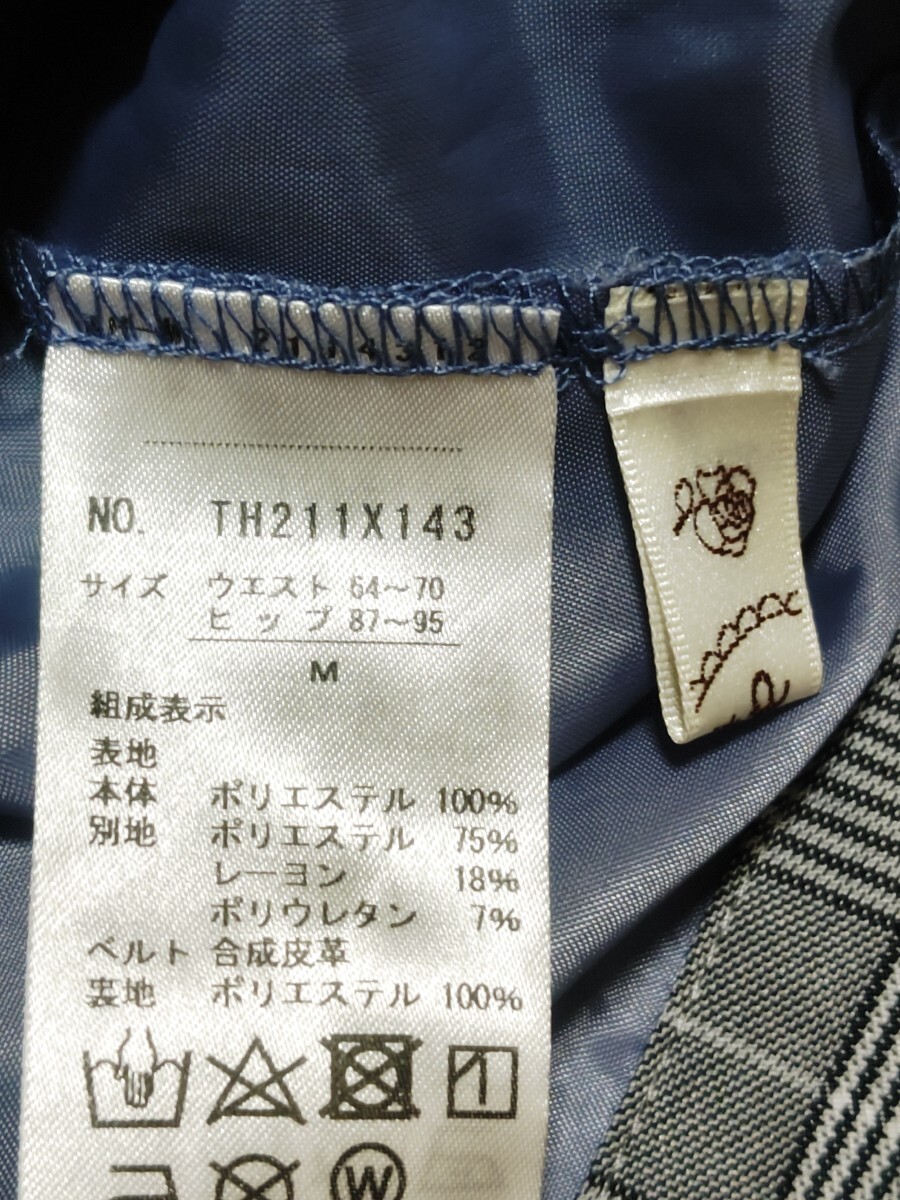 NO. TH211X143
サイズ ウエスト 64～70
ヒップ 87～95
M
組成表示
表地
本体 ポリエステル 100%
別地 ポリエステル 75%
レーヨン 18%
ポリウレタン 7%
ベルト 合成皮革
裏地 ポリエステル 100%
W